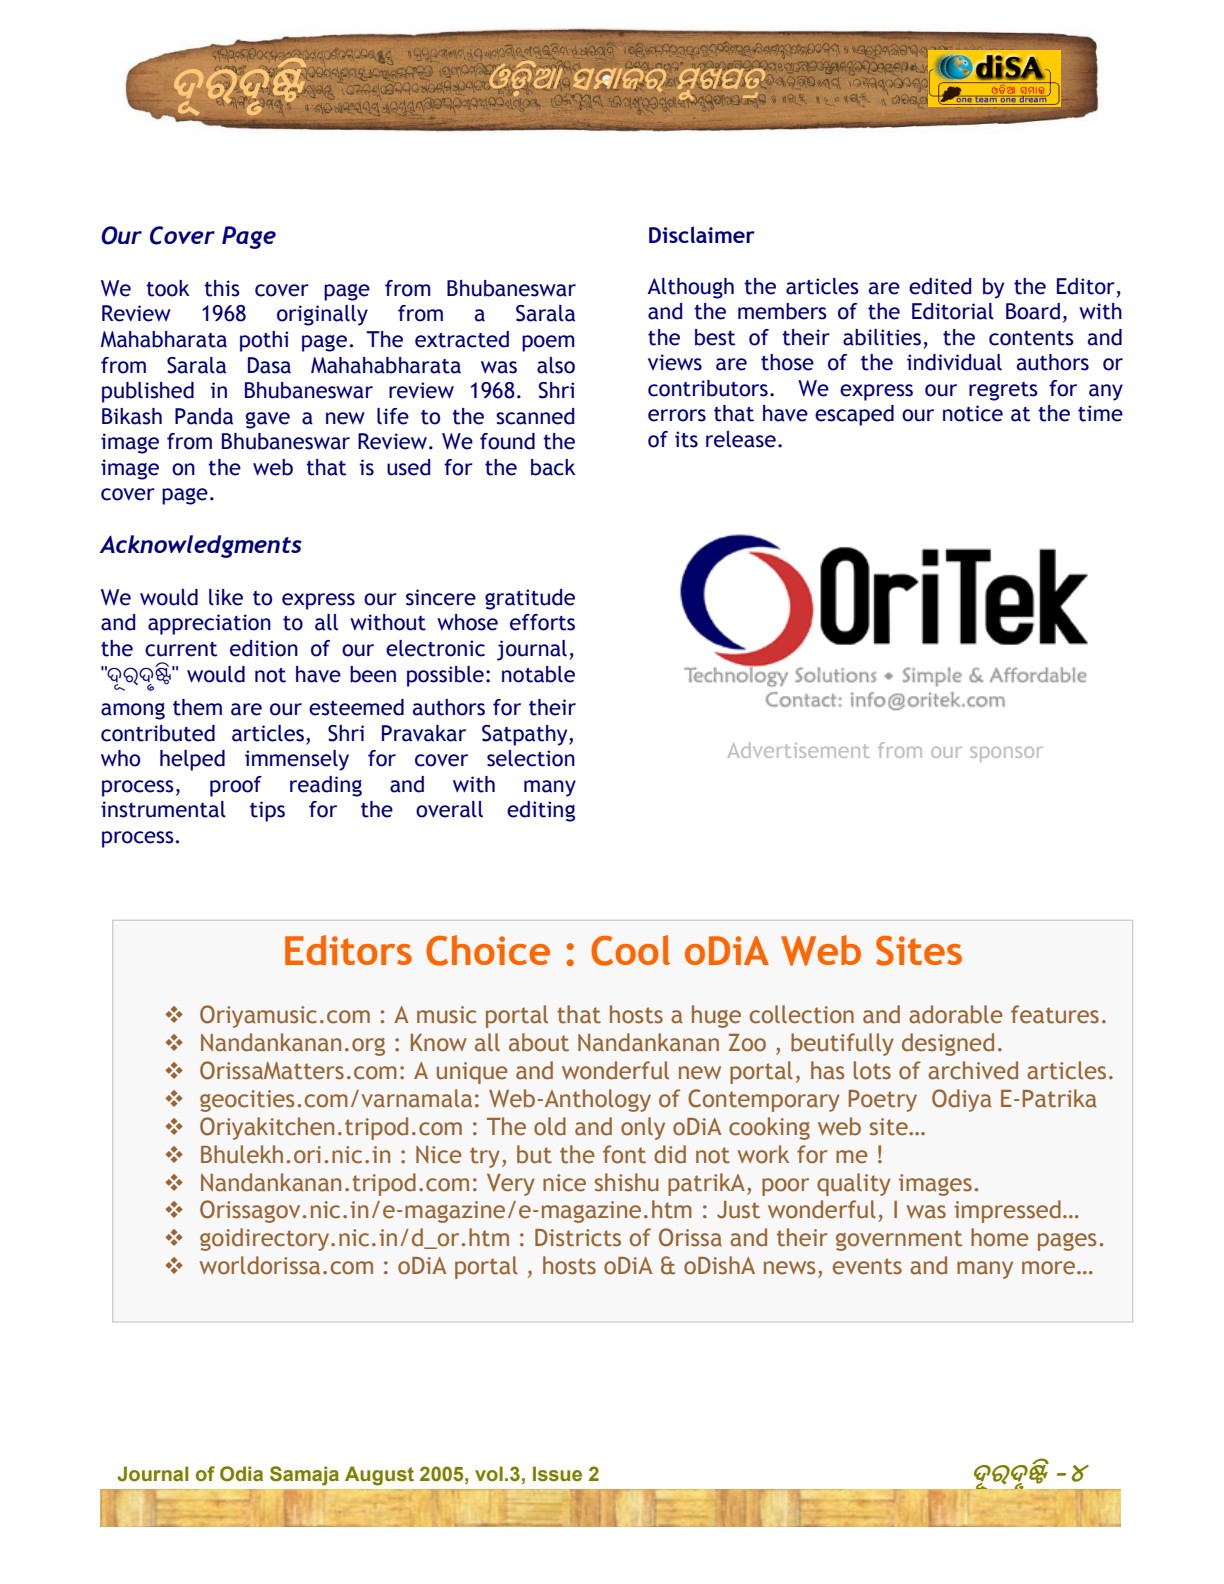 ଦୂରଦୃଷ୍ଟି
ଓଡ଼ିଆ ସମାଜର ମୁଖପତ୍ର
diSA
ଓଡ଼ିଆ ସମାଜ
one team one dream
Our Cover Page
We took this cover page from Bhubaneswar
Review 1968 originally from a Sarala
Mahabharata pothi page. The extracted poem
from Sarala Dasa Mahahabharata was also
published in Bhubaneswar review 1968. Shri
Bikash Panda gave a new life to the scanned
image from Bhubaneswar Review. We found the
image on the web that is used for the back
cover page.
Acknowledgments
We would like to express our sincere gratitude
and appreciation to all without whose efforts
the current edition of our electronic journal,
"ଦୂରଦୃଷ୍ଟି" would not have been possible: notable
among them are our esteemed authors for their
contributed articles, Shri Pravakar Satpathy,
who helped immensely for cover selection
process, proof reading and with many
instrumental tips for the overall editing
process.
Disclaimer
Although the articles are edited by the Editor,
and the members of the Editorial Board, with
the best of their abilities, the contents and
views are those of the individual authors or
contributors.  We express our regrets for any
errors that have escaped our notice at the time
of its release.
OriTek
Technology Solutions • Simple & Affordable
Contact: info@oritek.com
Advertisement from our sponsor
Editors Choice : Cool oDiA Web Sites
❖ Oriyamusic.com : A music portal that hosts a huge collection and adorable features.
❖ Nandankanan.org : Know all about Nandankanan Zoo , beutifully designed.
❖ OrissaMatters.com: A unique and wonderful new portal, has lots of archived articles.
❖ geocities.com/varnamala: Web-Anthology of Contemporary Poetry  Odiya E-Patrika
❖ Oriyakitchen.tripod.com : The old and only oDiA cooking web site…
❖ Bhulekh.ori.nic.in : Nice try, but the font did not work for me !
❖ Nandankanan.tripod.com: Very nice shishu patrikA, poor quality images.
❖ Orissagov.nic.in/e-magazine/e-magazine.htm : Just wonderful, I was impressed…
❖ goidirectory.nic.in/d_or.htm : Districts of Orissa and their government home pages.
❖ worldorissa.com : oDiA portal , hosts oDiA & oDishA news, events and many more…
Journal of Odia Samaja August 2005, vol.3, Issue 2
ଦୂରଦୃଷ୍ଟି -୪